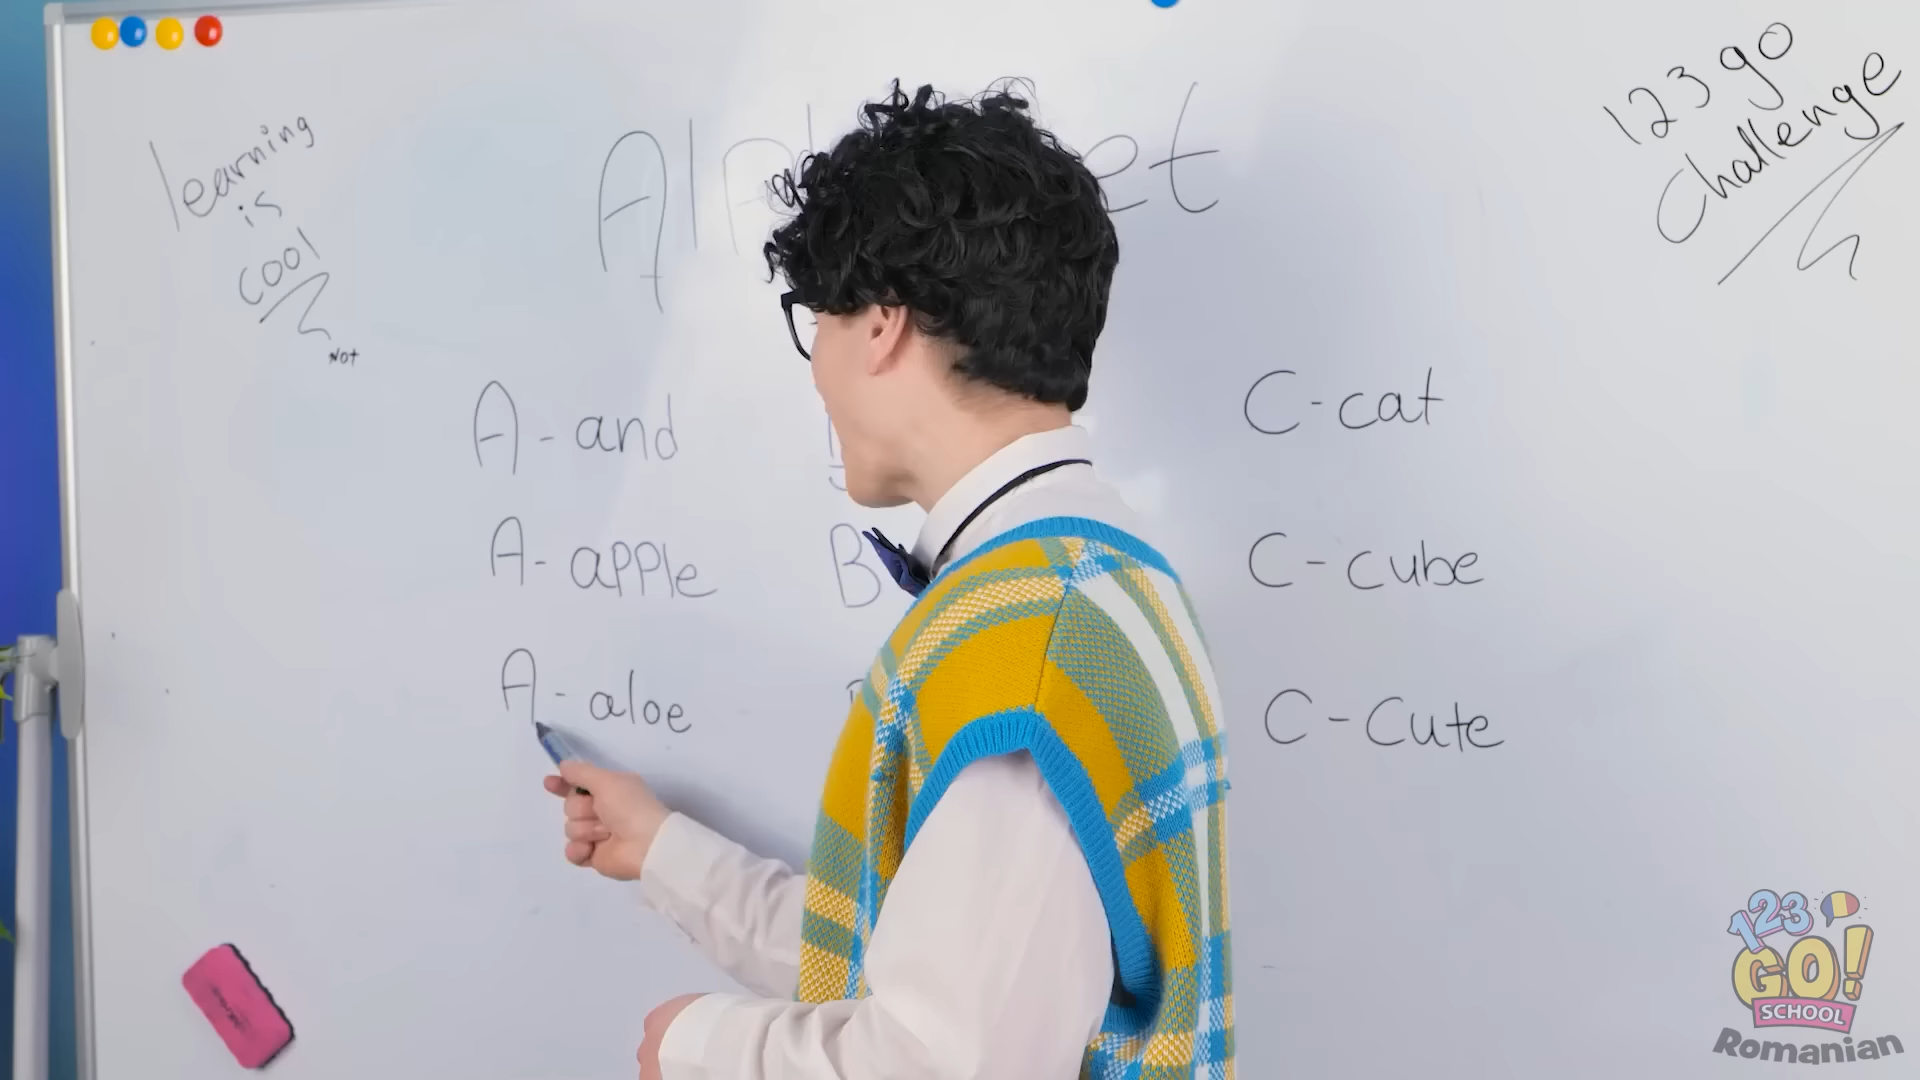 learning
is
cool
Not
123 go
Challenge
A - and
A - apple
A - aloe
B
C - cat
C - cube
C - cute
123
GO!
SCHOOL
Romanian